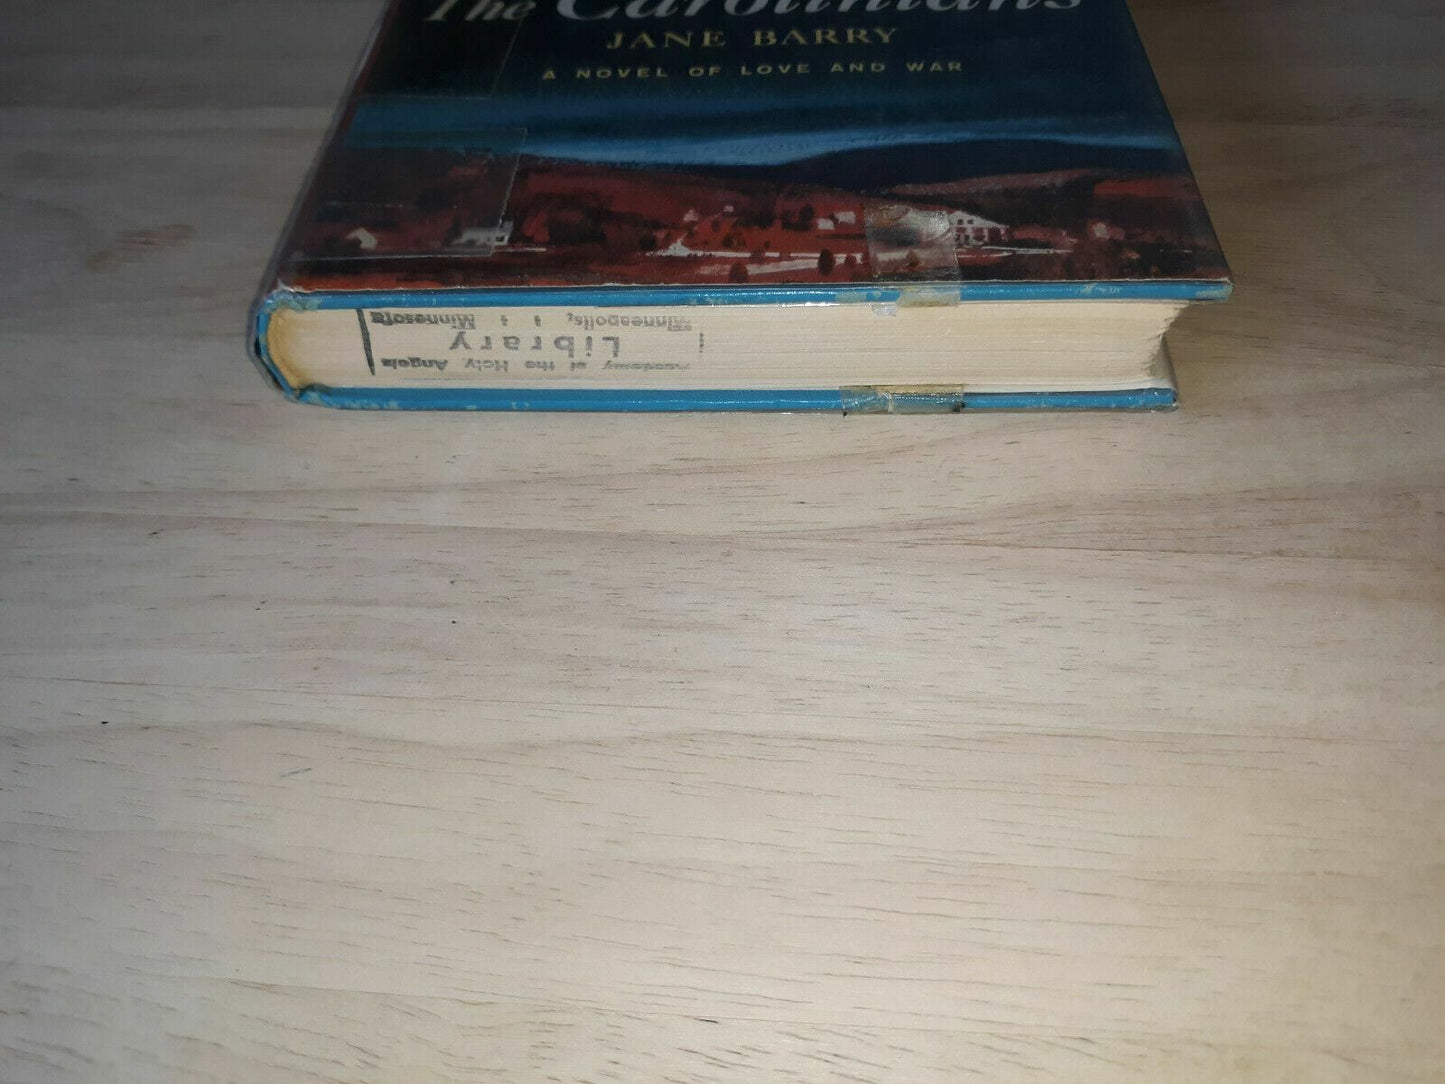 The Carolinians
JANE BARRY
A NOVEL OF LOVE AND WAR
Academy of the Holy Angels
Library
Minneapolis, Minnesota